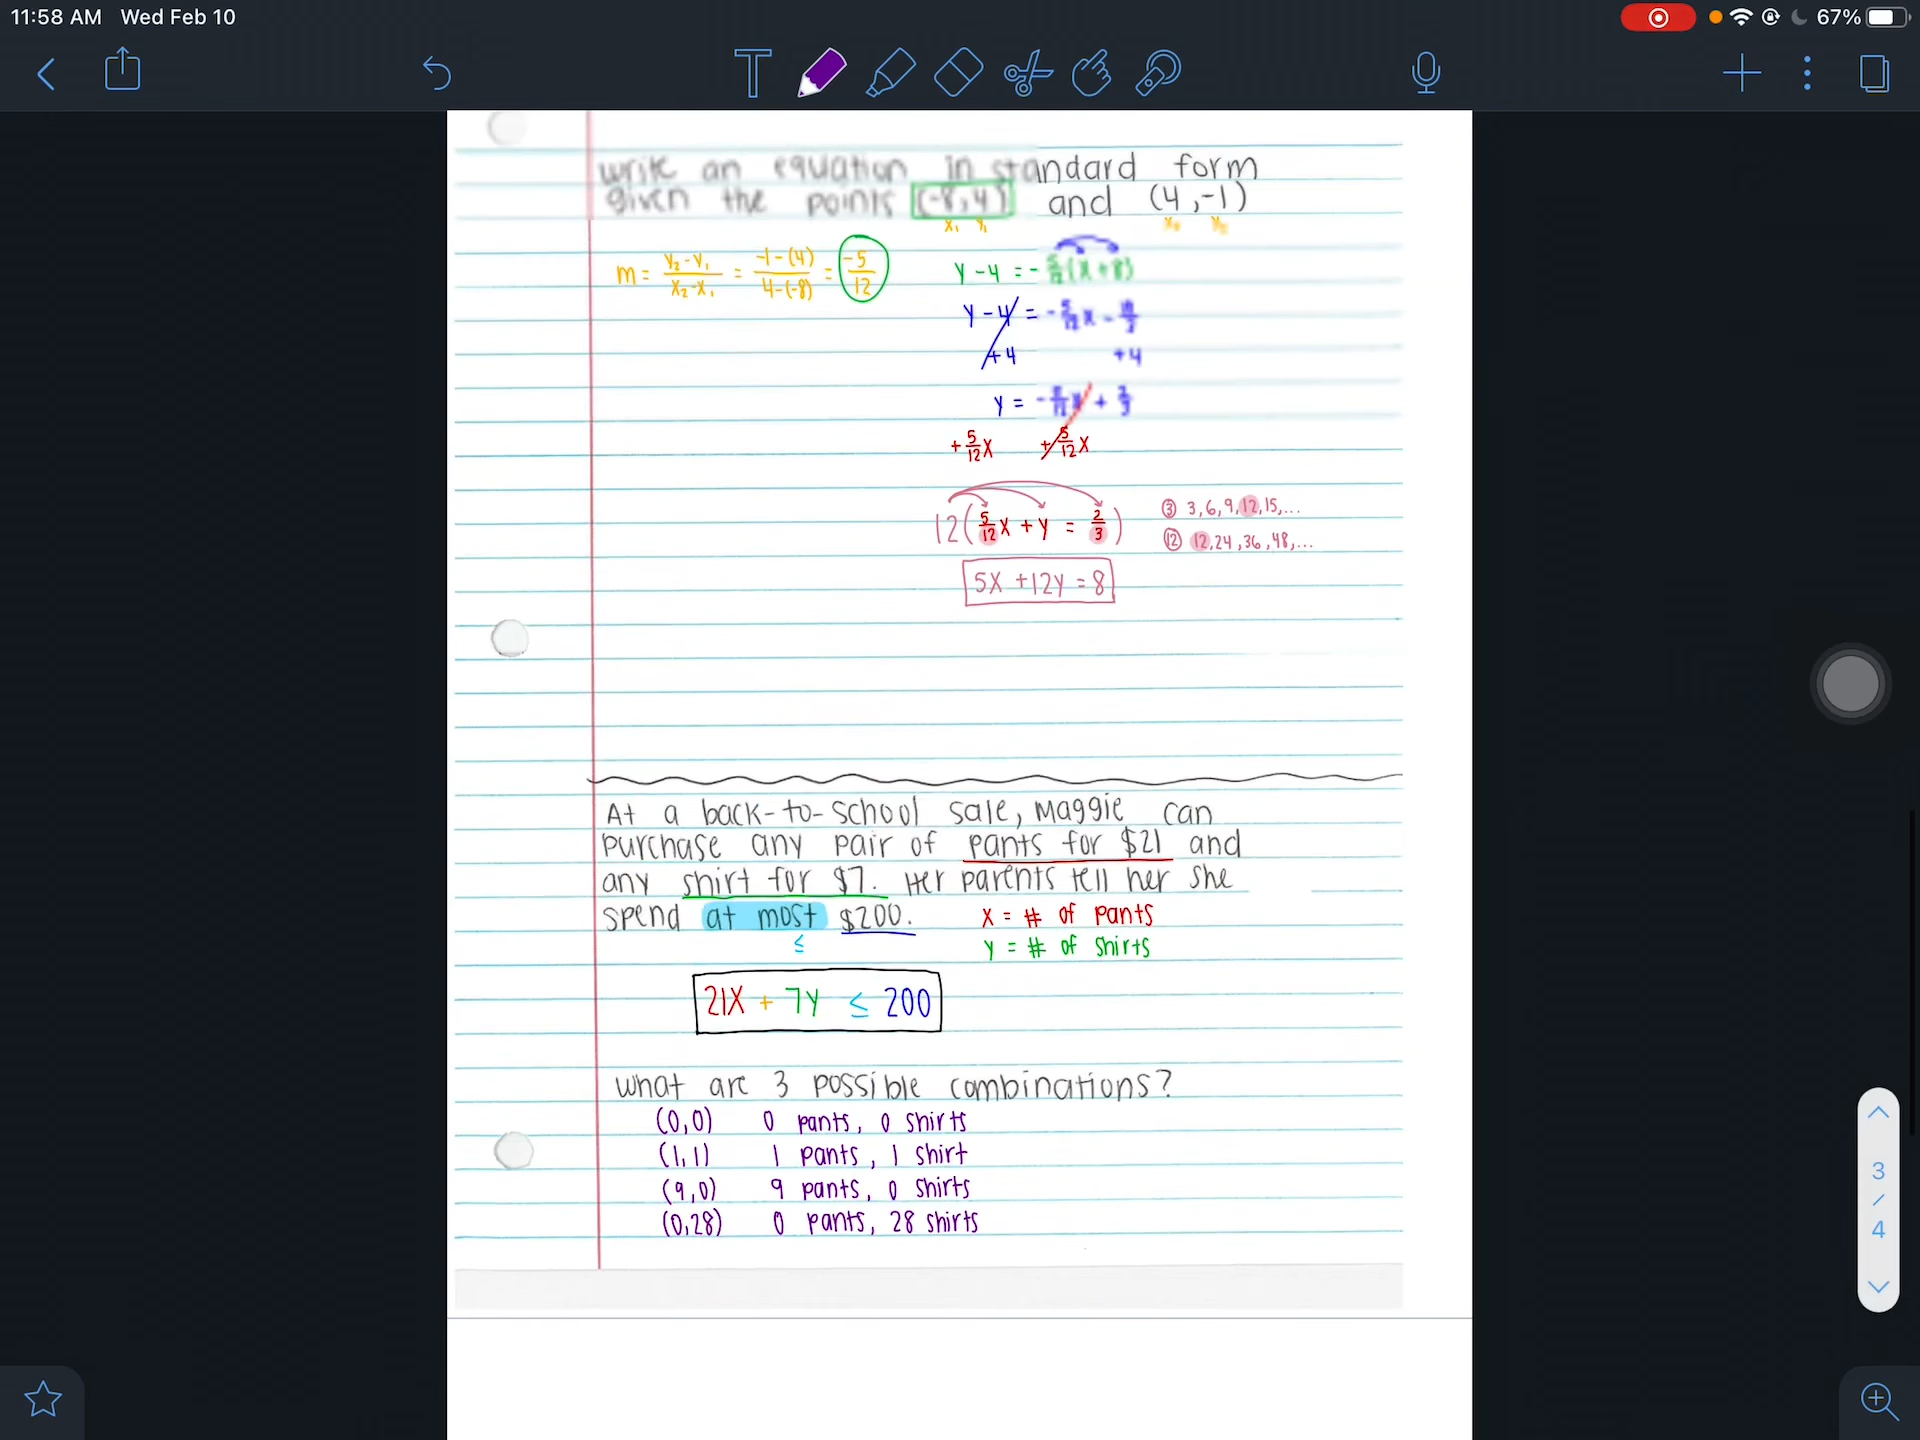 11:58 AM Wed Feb 10
67%
T
write an equation in standard form
given the points (-8,4) and (4,-1)
x₁ y₁ x₂ y₂
m = y₂-y₁/x₂-x₁ = -1-(4)/4-(-8) = -5/12
y-4 = -5/12(x+8)
y-4 = -5/12x - 10/3
+4 +4
y = -5/12x + 2/3
+5/12x +5/12x
12(5/12x + y = 2/3)
③ 3,6,9,12,15,...
⑫ 12,24,36,48,...
5x +12y = 8
At a back-to-school sale, Maggie can
purchase any pair of pants for $21 and
any shirt for $7. Her parents tell her she
spend at most $200.
≤
x = # of pants
y = # of shirts
21x + 7y ≤ 200
what are 3 possible combinations?
(0,0) 0 pants, 0 shirts
(1,1) 1 pants, 1 shirt
(9,0) 9 pants, 0 shirts
(0,28) 0 pants, 28 shirts
3
/
4